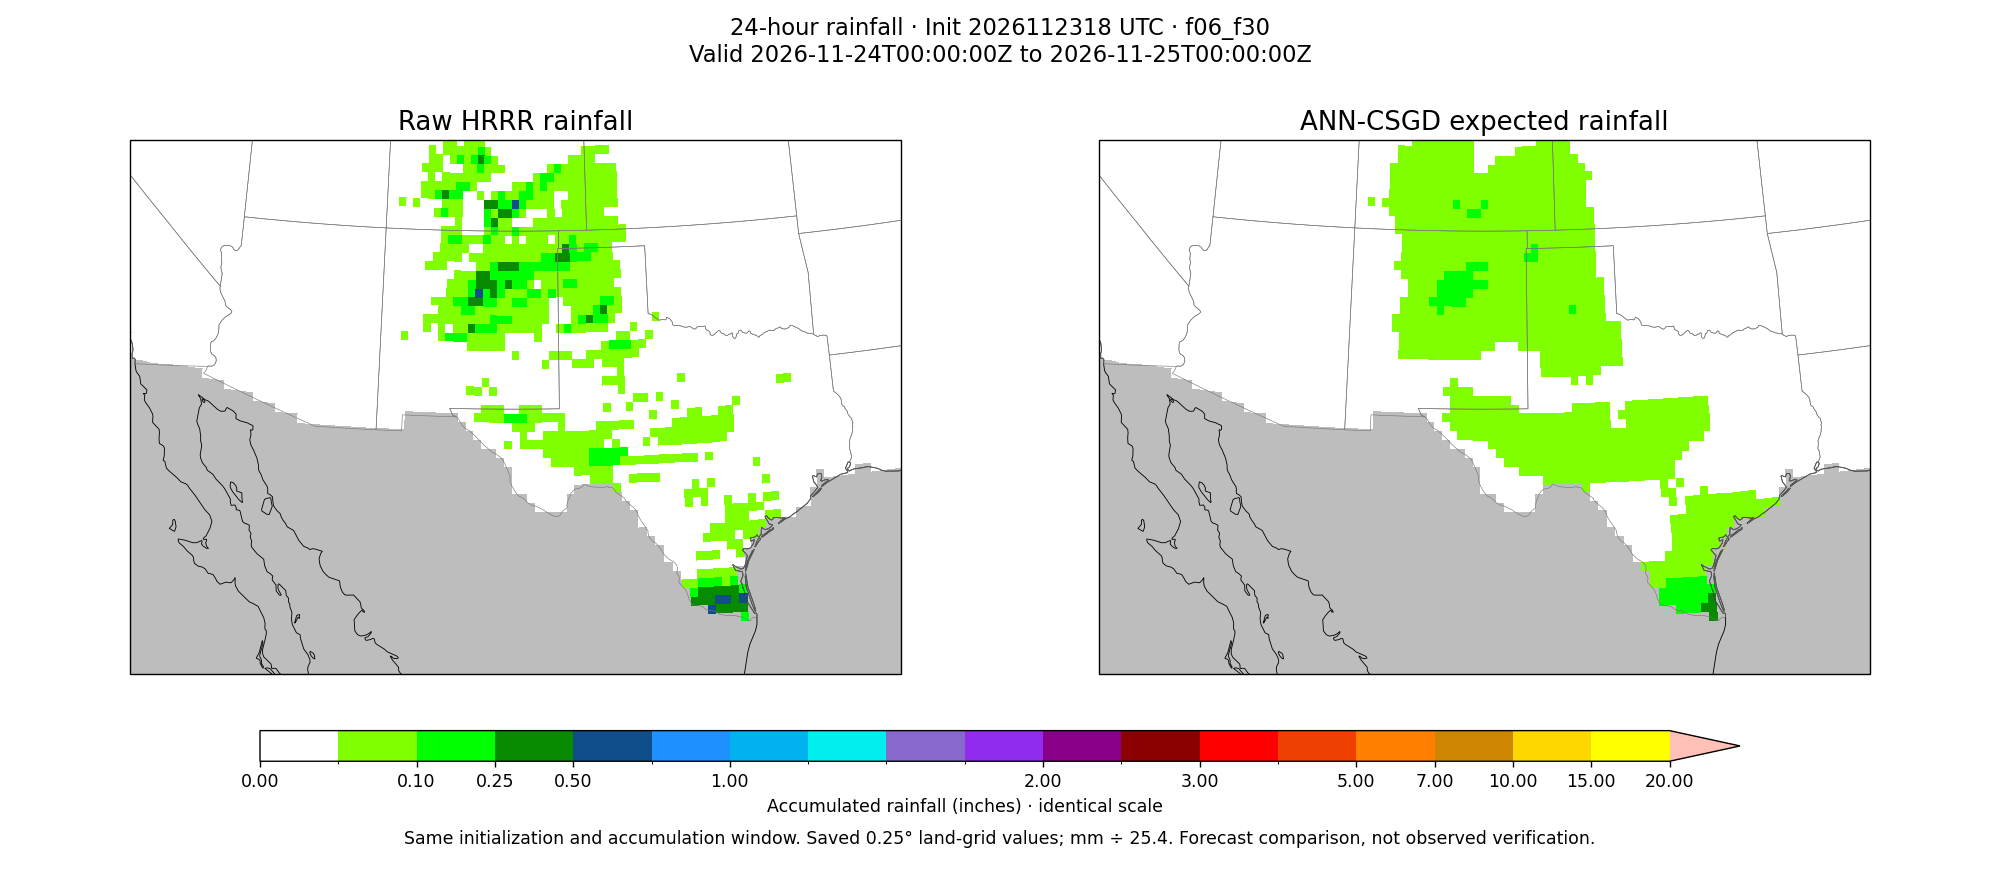 24-hour rainfall · Init 2026112318 UTC · f06_f30
Valid 2026-11-24T00:00:00Z to 2026-11-25T00:00:00Z
Raw HRRR rainfall
ANN-CSGD expected rainfall
0.00 0.10 0.25 0.50 1.00 2.00 3.00 5.00 7.00 10.00 15.00 20.00
Accumulated rainfall (inches) · identical scale
Same initialization and accumulation window. Saved 0.25° land-grid values; mm ÷ 25.4. Forecast comparison, not observed verification.